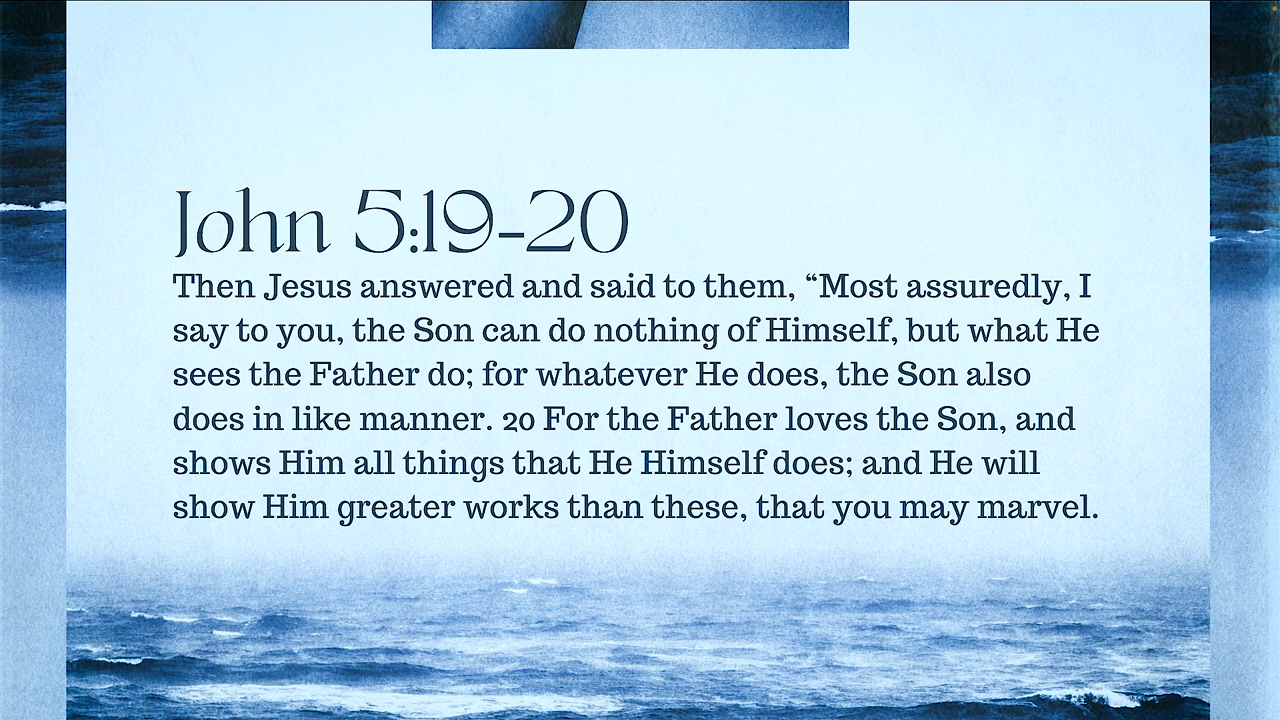 John 5:19-20
Then Jesus answered and said to them, “Most assuredly, I
say to you, the Son can do nothing of Himself, but what He
sees the Father do; for whatever He does, the Son also
does in like manner. 20 For the Father loves the Son, and
shows Him all things that He Himself does; and He will
show Him greater works than these, that you may marvel.